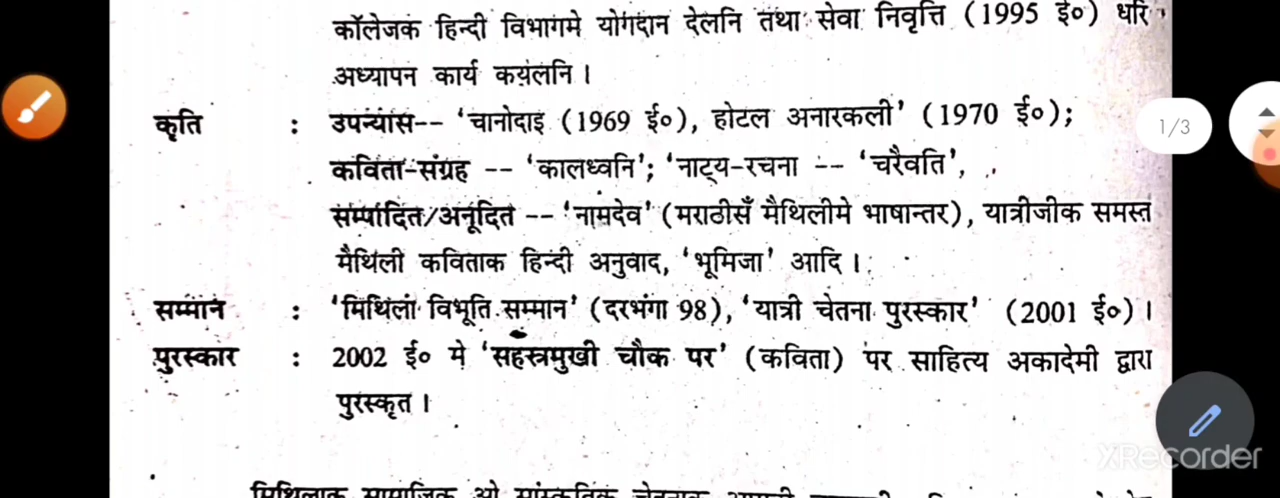 कॉलेजक हिन्दी विभागमे योगदान देलनि तथा सेवा निवृत्ति (1995 ई०) धरि
अध्यापन कार्य कयलनि ।
कृति : उपन्यास-- 'चानोदाइ (1969 ई०), होटल अनारकली' (1970 ई०);
1/3
कविता-संग्रह -- 'कालध्वनि'; 'नाट्य-रचना -- 'चरैवति',
सम्पादित/अनूदित -- 'नामदेव' (मराठीसँ मैथिलीमे भाषान्तर), यात्रीजीक समस्त
मैथिली कविताक हिन्दी अनुवाद, 'भूमिजा' आदि ।
सम्मान : 'मिथिला विभूति सम्मान' (दरभंगा 98), 'यात्री चेतना पुरस्कार' (2001 ई०) ।
पुरस्कार : 2002 ई० मे 'सहस्त्रमुखी चौक पर' (कविता) पर साहित्य अकादेमी द्वारा
पुरस्कृत ।
XRecorder
मिथिलाक सामाजिक ओ सांस्कृतिक